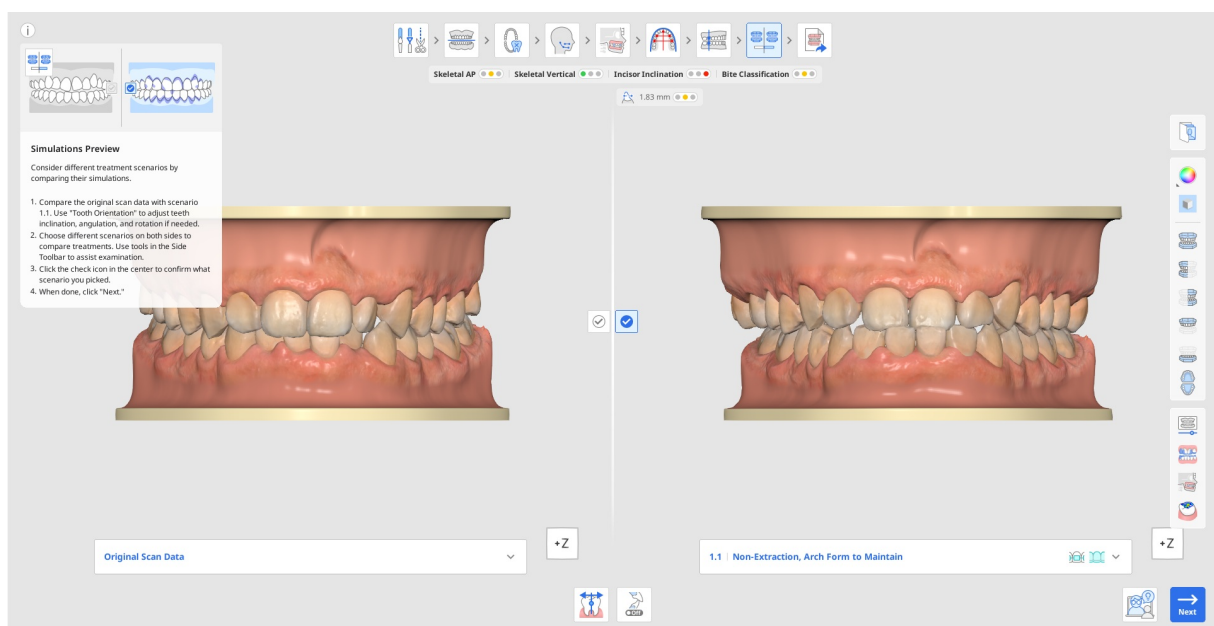 Skeletal AP Skeletal Vertical Incisor Inclination Bite Classification
1.83 mm
Simulations Preview
Consider different treatment scenarios by
comparing their simulations.
1. Compare the original scan data with scenario
1.1. Use "Tooth Orientation" to adjust teeth
inclination, angulation, and rotation if needed.
2. Choose different scenarios on both sides to
compare treatments. Use tools in the Side
Toolbar to assist examination.
3. Click the check icon in the center to confirm what
scenario you picked.
4. When done, click "Next."
+Z
+Z
Original Scan Data
1.1 Non-Extraction, Arch Form to Maintain
Off
Next